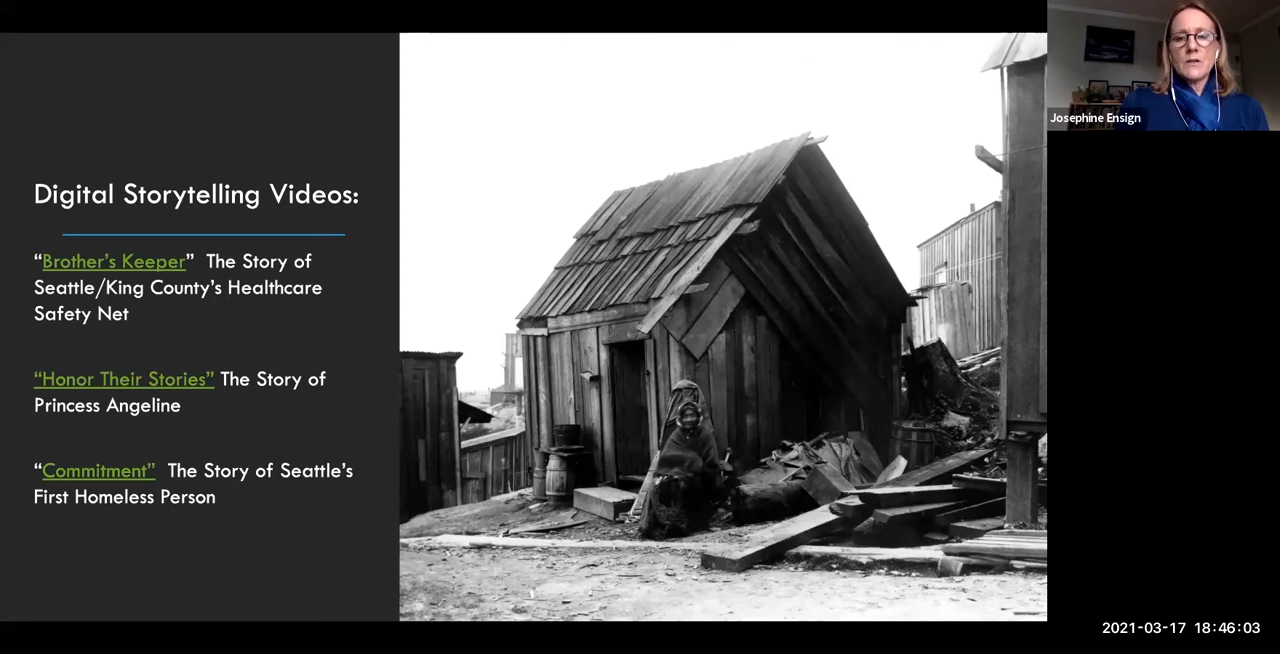 Digital Storytelling Videos:
“Brother’s Keeper”  The Story of
Seattle/King County’s Healthcare
Safety Net
“Honor Their Stories” The Story of
Princess Angeline
“Commitment”  The Story of Seattle’s
First Homeless Person
Josephine Ensign
2021-03-17 18:46:03